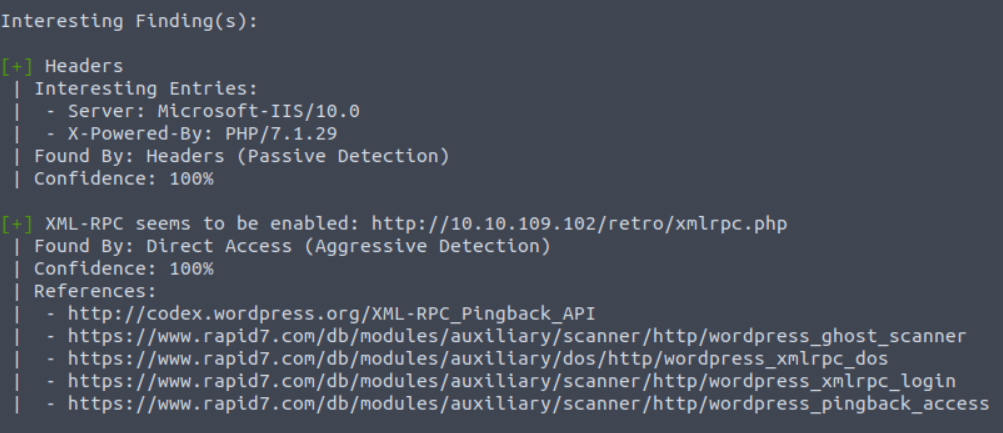 Interesting Finding(s):
[+] Headers
| Interesting Entries:
|  - Server: Microsoft-IIS/10.0
|  - X-Powered-By: PHP/7.1.29
| Found By: Headers (Passive Detection)
| Confidence: 100%
[+] XML-RPC seems to be enabled: http://10.10.109.102/retro/xmlrpc.php
| Found By: Direct Access (Aggressive Detection)
| Confidence: 100%
| References:
|  - http://codex.wordpress.org/XML-RPC_Pingback_API
|  - https://www.rapid7.com/db/modules/auxiliary/scanner/http/wordpress_ghost_scanner
|  - https://www.rapid7.com/db/modules/auxiliary/dos/http/wordpress_xmlrpc_dos
|  - https://www.rapid7.com/db/modules/auxiliary/scanner/http/wordpress_xmlrpc_login
|  - https://www.rapid7.com/db/modules/auxiliary/scanner/http/wordpress_pingback_access